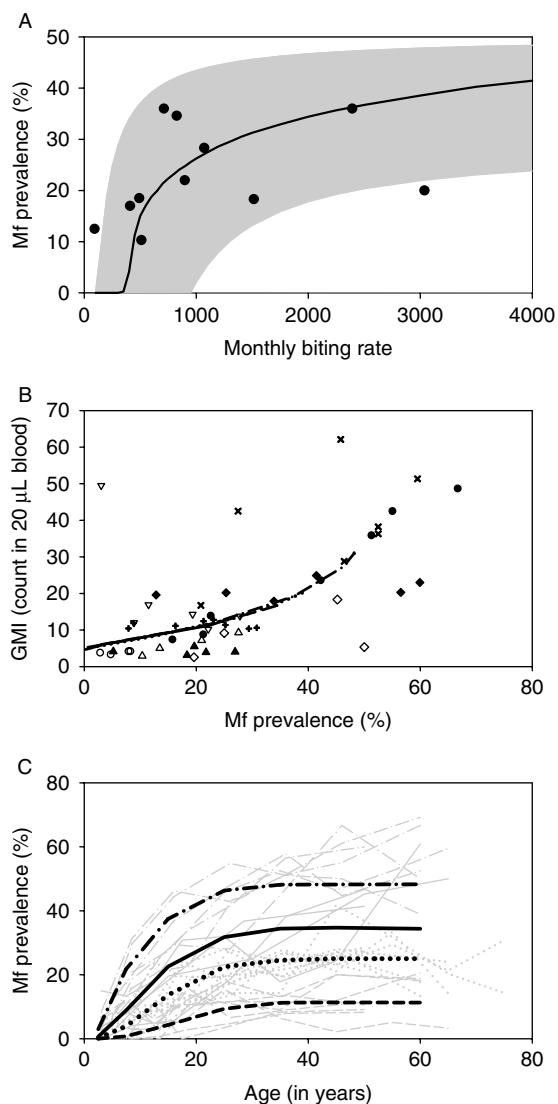 A
Mf prevalence (%)
50
40
30
20
10
0
0 1000 2000 3000 4000
Monthly biting rate
B
GMI (count in 20 μL blood)
70
60
50
40
30
20
10
0
0 20 40 60 80
Mf prevalence (%)
C
Mf prevalence (%)
80
60
40
20
0
0 20 40 60 80
Age (in years)